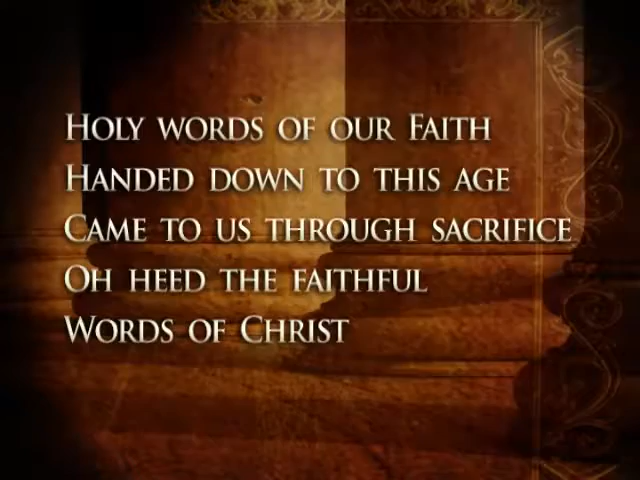 Holy words of our Faith
Handed down to this age
Came to us through sacrifice
Oh heed the faithful
Words of Christ